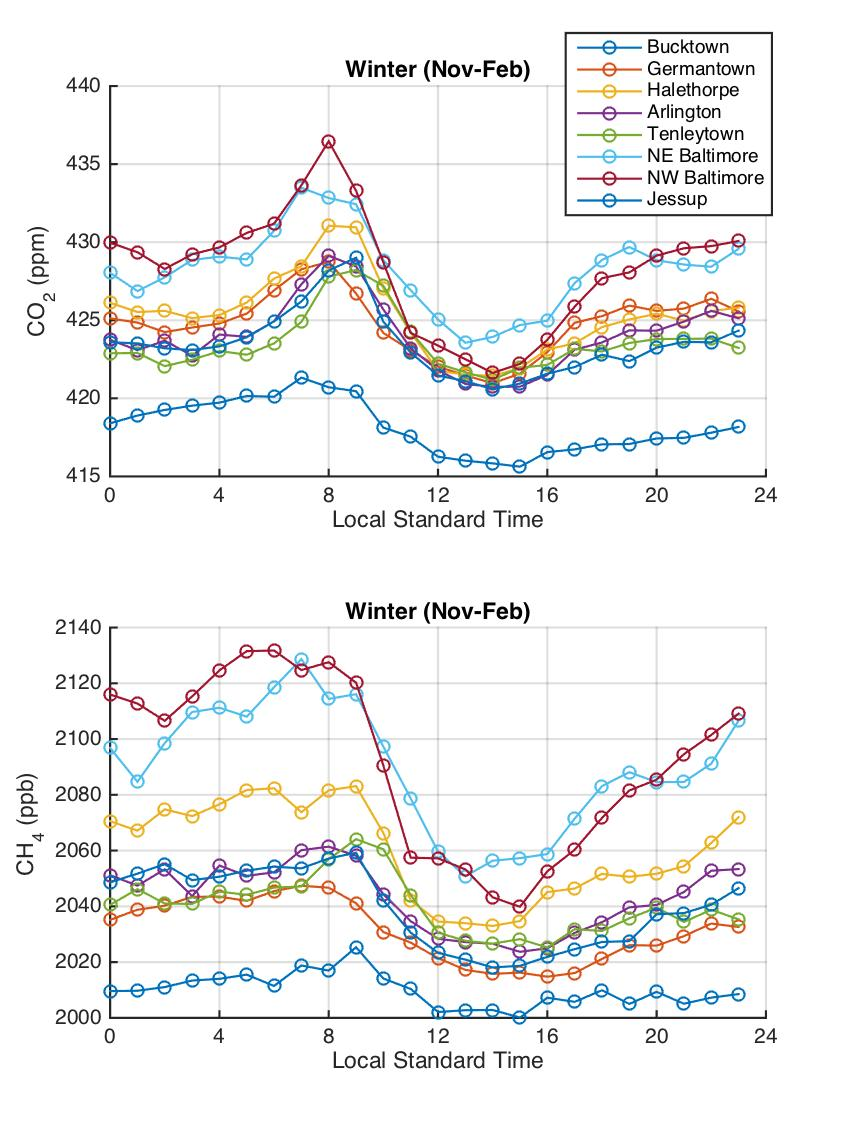 Winter (Nov-Feb)
Bucktown
Germantown
Halethorpe
Arlington
Tenleytown
NE Baltimore
NW Baltimore
Jessup
CO2 (ppm)
440
435
430
425
420
415
0 4 8 12 16 20 24
Local Standard Time
Winter (Nov-Feb)
CH4 (ppb)
2140
2120
2100
2080
2060
2040
2020
2000
0 4 8 12 16 20 24
Local Standard Time